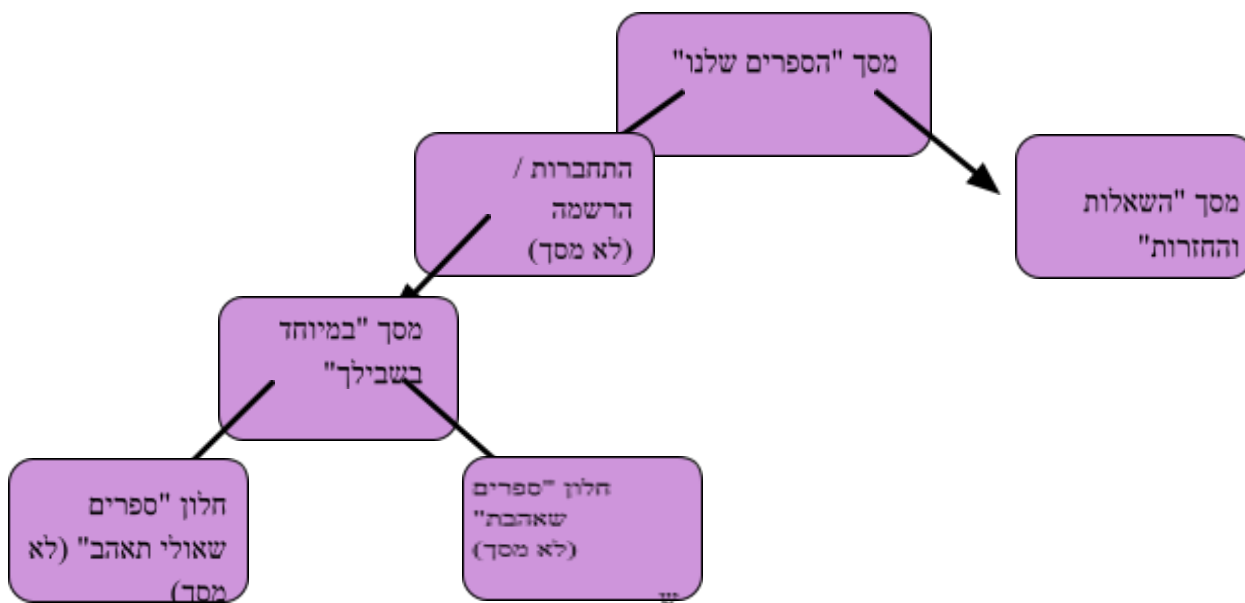 מסך "הספרים שלנו"
התחברות /
הרשמה
(לא מסך)
מסך "השאלות
והחזרות"
מסך "במיוחד
בשבילך"
חלון "ספרים
שאולי תאהב" (לא
מסך)
חלון "ספרים
שאהבת"
(לא מסך)